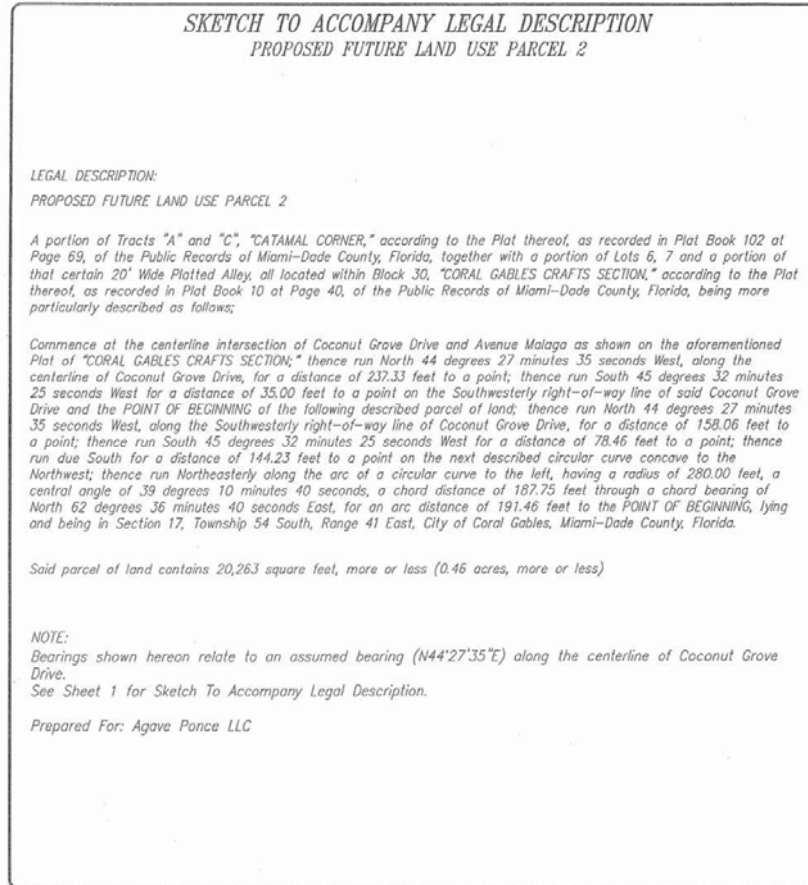 SKETCH TO ACCOMPANY LEGAL DESCRIPTION
PROPOSED FUTURE LAND USE PARCEL 2
LEGAL DESCRIPTION:
PROPOSED FUTURE LAND USE PARCEL 2
A portion of Tracts "A" and "C", "CATAMAL CORNER," according to the Plat thereof, as recorded in Plat Book 102 at
Page 69, of the Public Records of Miami-Dade County, Florida, together with a portion of Lots 6, 7 and a portion of
that certain 20' Wide Platted Alley, all located within Block 30, "CORAL GABLES CRAFTS SECTION," according to the Plat
thereof, as recorded in Plat Book 10 at Page 40, of the Public Records of Miami-Dade County, Florida, being more
particularly described as follows;
Commence at the centerline intersection of Coconut Grove Drive and Avenue Malaga as shown on the aforementioned
Plat of "CORAL GABLES CRAFTS SECTION;" thence run North 44 degrees 27 minutes 35 seconds West, along the
centerline of Coconut Grove Drive, for a distance of 237.33 feet to a point; thence run South 45 degrees 32 minutes
25 seconds West for a distance of 35.00 feet to a point on the Southwesterly right-of-way line of said Coconut Grove
Drive and the POINT OF BEGINNING of the following described parcel of land; thence run North 44 degrees 27 minutes
35 seconds West, along the Southwesterly right-of-way line of Coconut Grove Drive, for a distance of 158.06 feet to
a point; thence run South 45 degrees 32 minutes 25 seconds West for a distance of 78.46 feet to a point; thence
run due South for a distance of 144.23 feet to a point on the next described circular curve concave to the
Northwest; thence run Northeasterly along the arc of a circular curve to the left, having a radius of 280.00 feet, a
central angle of 39 degrees 10 minutes 40 seconds, a chord distance of 187.75 feet through a chord bearing of
North 62 degrees 36 minutes 40 seconds East, for an arc distance of 191.46 feet to the POINT OF BEGINNING, lying
and being in Section 17, Township 54 South, Range 41 East, City of Coral Gables, Miami-Dade County, Florida.
Said parcel of land contains 20,263 square feet, more or less (0.46 acres, more or less)
NOTE:
Bearings shown hereon relate to an assumed bearing (N44°27'35"E) along the centerline of Coconut Grove
Drive.
See Sheet 1 for Sketch To Accompany Legal Description.
Prepared For: Agave Ponce LLC